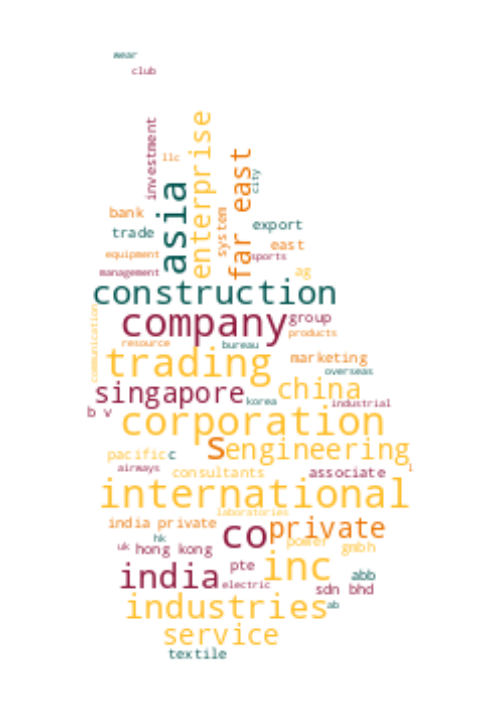 wear
club
investment
llc
asia
enterprise
system
far east
city
bank
trade
export
east
equipment
sports
management
ag
construction
communication
company
group
products
resource
bureau
trading
marketing
overseas
singapore
korea
china
industrial
b v
corporation
s
engineering
pacific
c
airways
consultants
associate
i
international
laboratories
india private
co
private
hk
uk
hong kong
power
gmbh
pte
inc
abb
india
electric
sdn bhd
industries
ab
service
textile